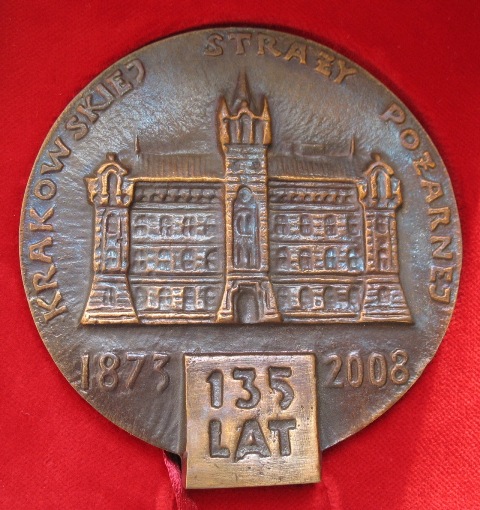 KRAKOWSKIEJ STRAŻY POŻARNEJ
1873 2008
135
LAT